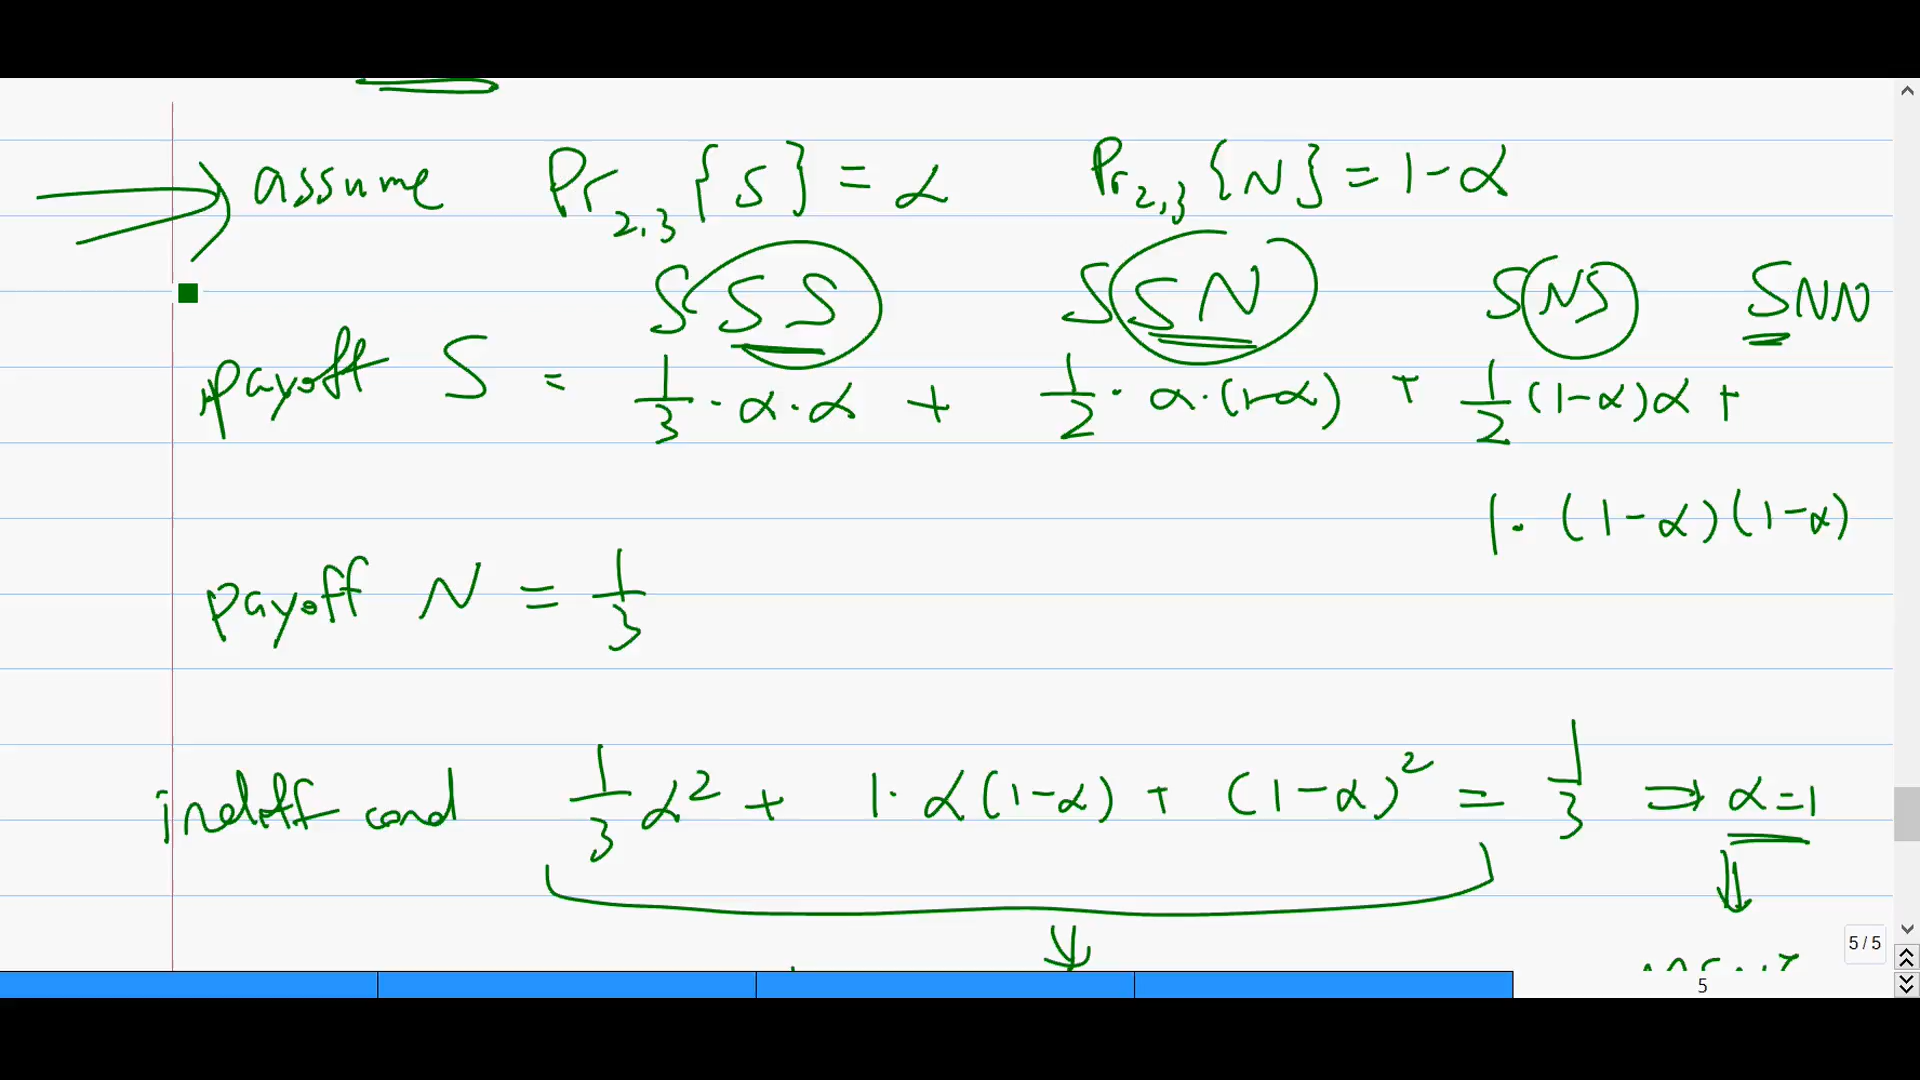 assume Pr₂,₃{S} = α Pr₂,₃{N} = 1-α
SSS SSN SNS SNN
payoff S = 1/3 · α · α + 1/2 · α · (1-α) + 1/2 (1-α)α +
1 · (1-α)(1-α)
payoff N = 1/3
indiff cond 1/3 α² + 1 · α(1-α) + (1-α)² = 1/3 ⇒ α = 1
5 / 5
5